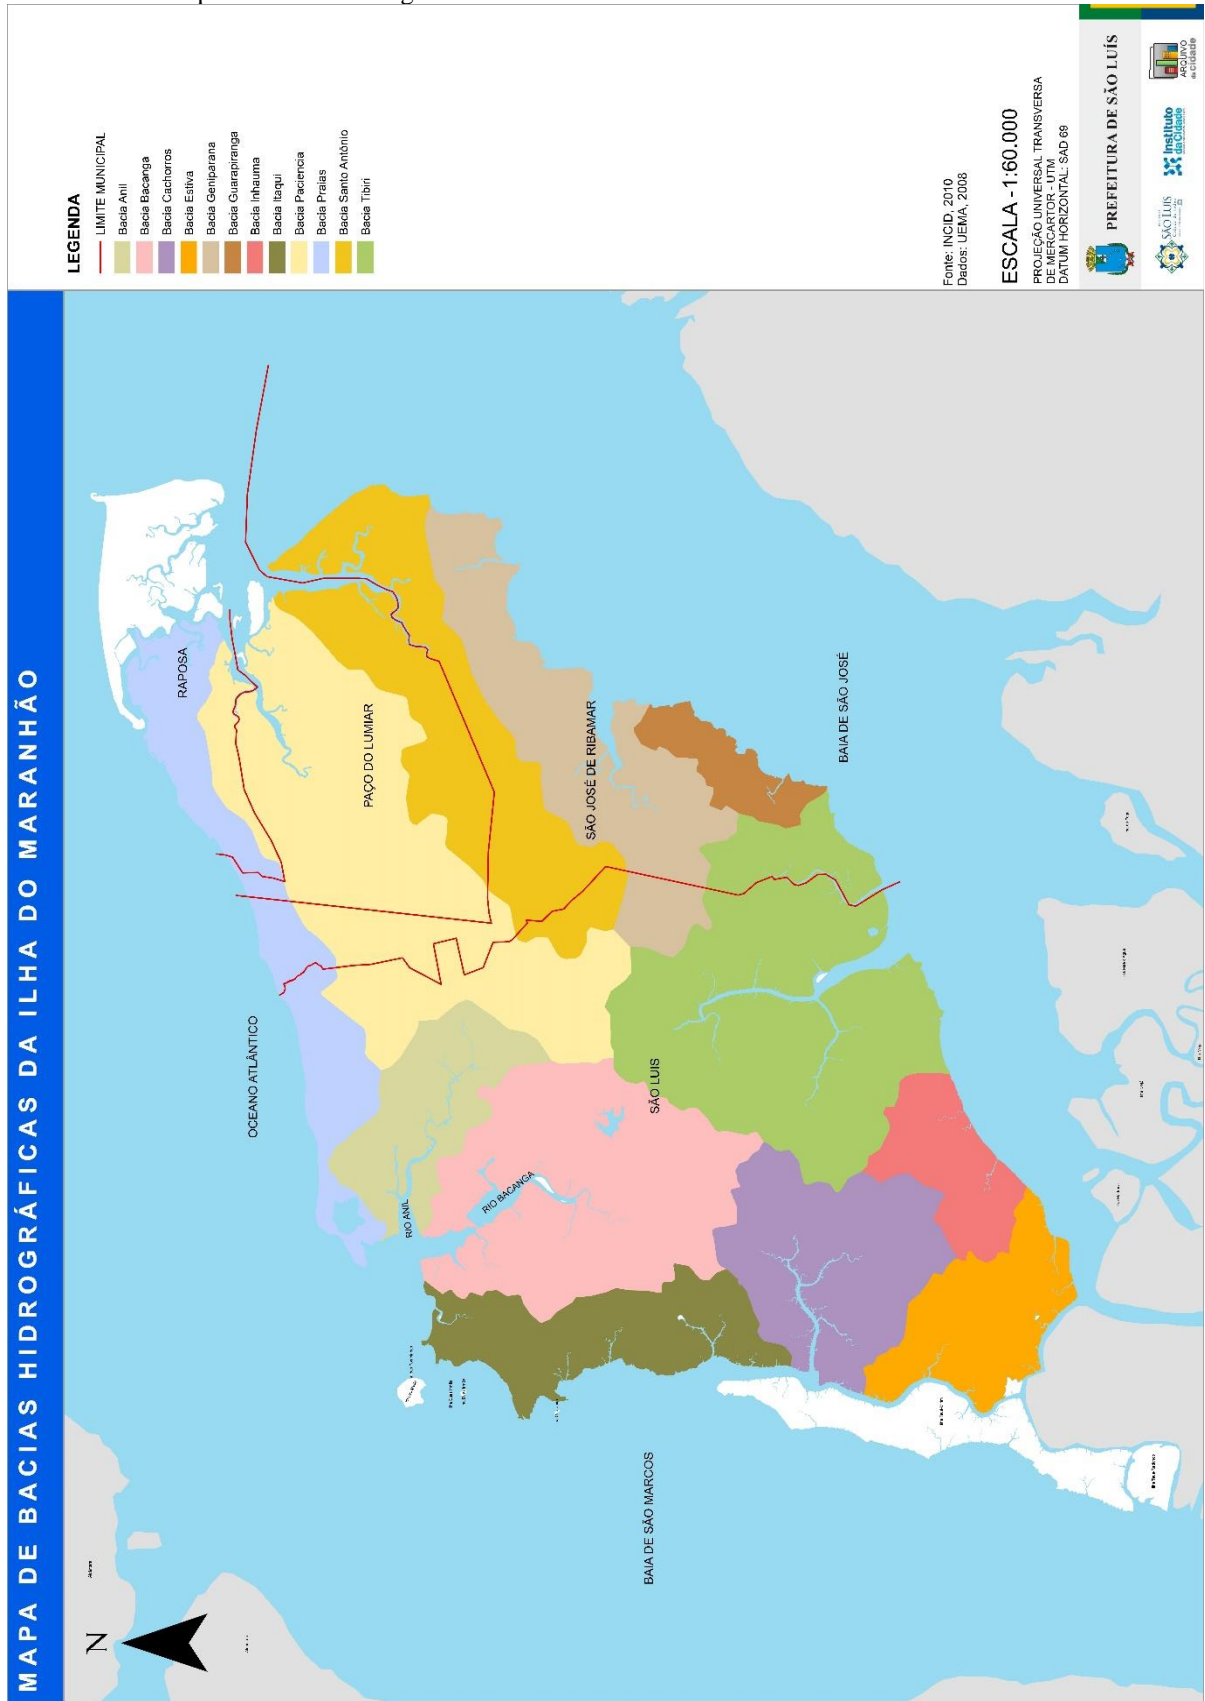 MAPA DE BACIAS HIDROGRÁFICAS DA ILHA DO MARANHÃO
N
OCEANO ATLÂNTICO
RAPOSA
PAÇO DO LUMIAR
SÃO JOSÉ DE RIBAMAR
RIO ANIL
RIO BACANGA
SÃO LUIS
BAIA DE SÃO JOSÉ
BAIA DE SÃO MARCOS
LEGENDA
LIMITE MUNICIPAL
Bacia Anil
Bacia Bacanga
Bacia Cachorros
Bacia Estiva
Bacia Geniparana
Bacia Guarapiranga
Bacia Inhauma
Bacia Itaqui
Bacia Paciencia
Bacia Praias
Bacia Santo Antônio
Bacia Tibiri
Fonte: INCID, 2010
Dados: UEMA, 2008
ESCALA - 1:60.000
PROJEÇÃO UNIVERSAL TRANSVERSA
DE MERCARTOR - UTM
DATUM HORIZONTAL: SAD 69
PREFEITURA DE SÃO LUÍS
SÃO LUÍS
Instituto
da Cidade
ARQUIVO
da cidade